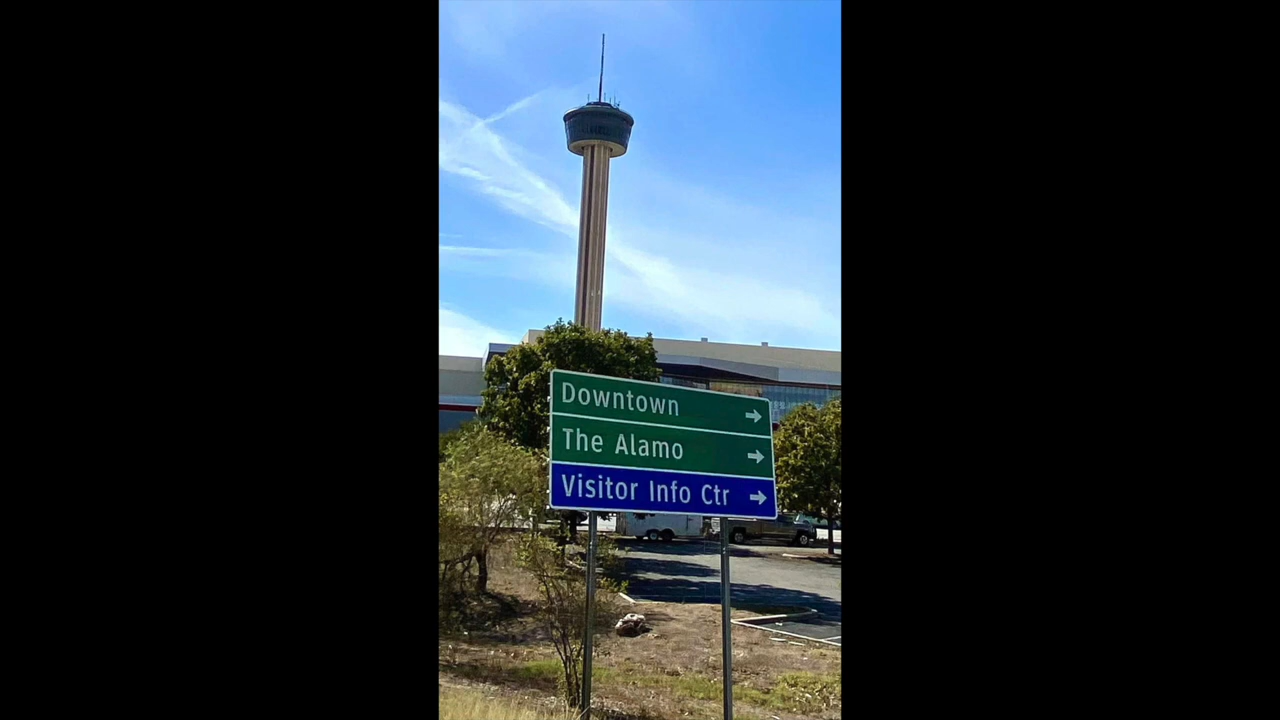 Downtown →
The Alamo →
Visitor Info Ctr →